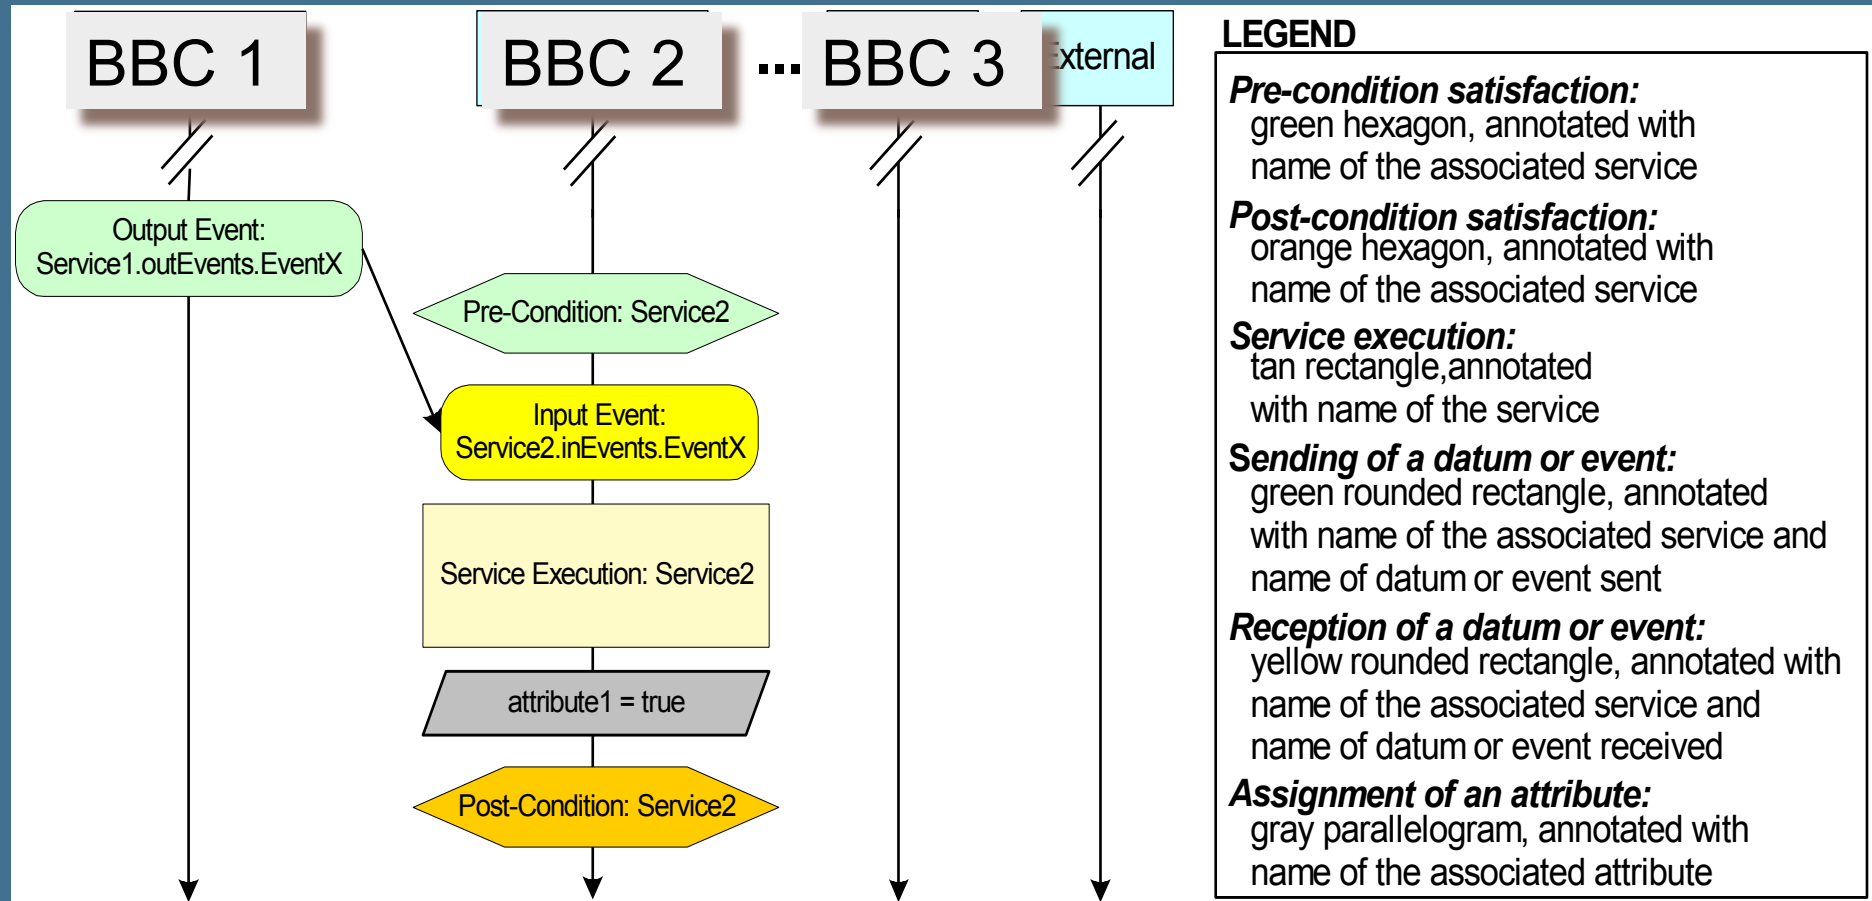 BBC 1
BBC 2
...
BBC 3
External
Output Event:
Service1.outEvents.EventX
Pre-Condition: Service2
Input Event:
Service2.inEvents.EventX
Service Execution: Service2
attribute1 = true
Post-Condition: Service2
LEGEND
Pre-condition satisfaction:
green hexagon, annotated with
name of the associated service
Post-condition satisfaction:
orange hexagon, annotated with
name of the associated service
Service execution:
tan rectangle,annotated
with name of the service
Sending of a datum or event:
green rounded rectangle, annotated
with name of the associated service and
name of datum or event sent
Reception of a datum or event:
yellow rounded rectangle, annotated with
name of the associated service and
name of datum or event received
Assignment of an attribute:
gray parallelogram, annotated with
name of the associated attribute